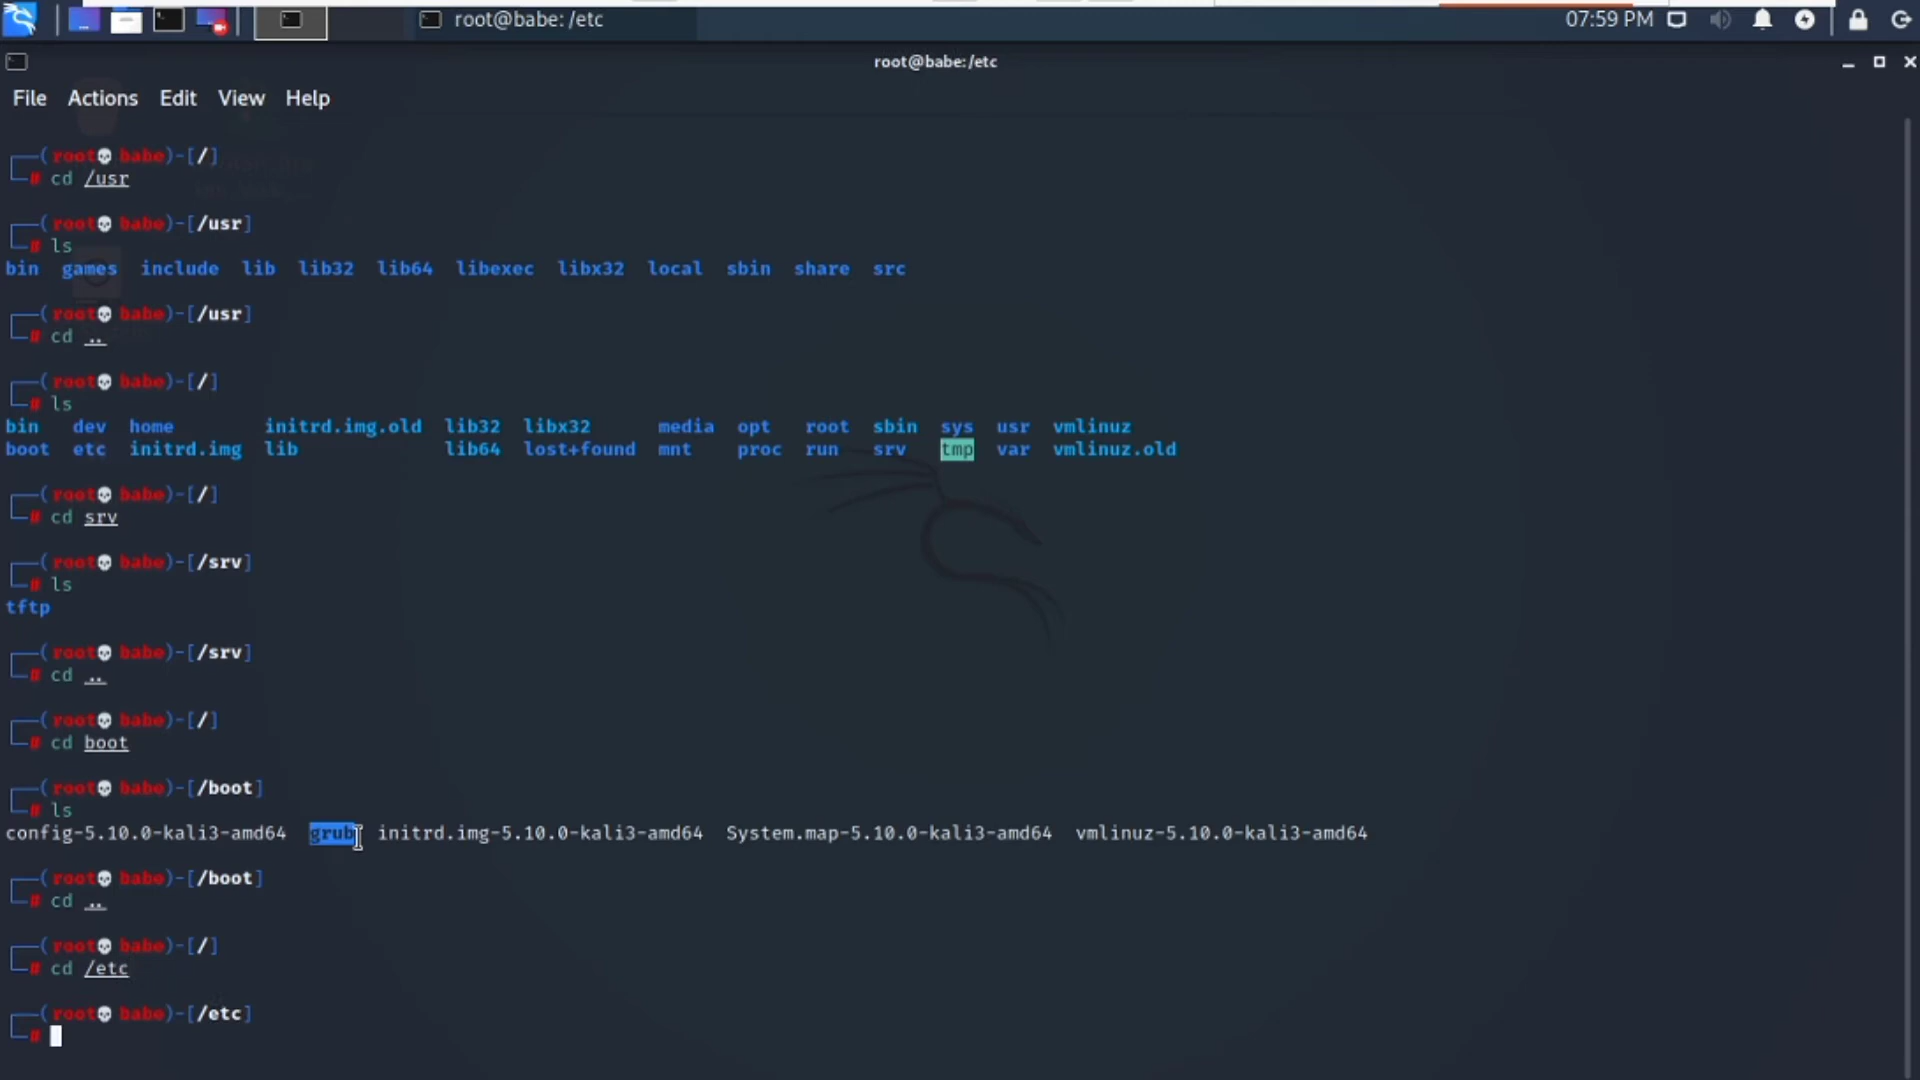 root@babe: /etc
07:59 PM
root@babe:/etc
File Actions Edit View Help
(root💀babe)-[/]
# cd /usr
(root💀babe)-[/usr]
# ls
bin games include lib lib32 lib64 libexec libx32 local sbin share src
(root💀babe)-[/usr]
# cd ..
(root💀babe)-[/]
# ls
bin dev home initrd.img.old lib32 libx32 media opt root sbin sys usr vmlinuz
boot etc initrd.img lib lib64 lost+found mnt proc run srv tmp var vmlinuz.old
(root💀babe)-[/]
# cd srv
(root💀babe)-[/srv]
# ls
tftp
(root💀babe)-[/srv]
# cd ..
(root💀babe)-[/]
# cd boot
(root💀babe)-[/boot]
# ls
config-5.10.0-kali3-amd64 grub initrd.img-5.10.0-kali3-amd64 System.map-5.10.0-kali3-amd64 vmlinuz-5.10.0-kali3-amd64
(root💀babe)-[/boot]
# cd ..
(root💀babe)-[/]
# cd /etc
(root💀babe)-[/etc]
#